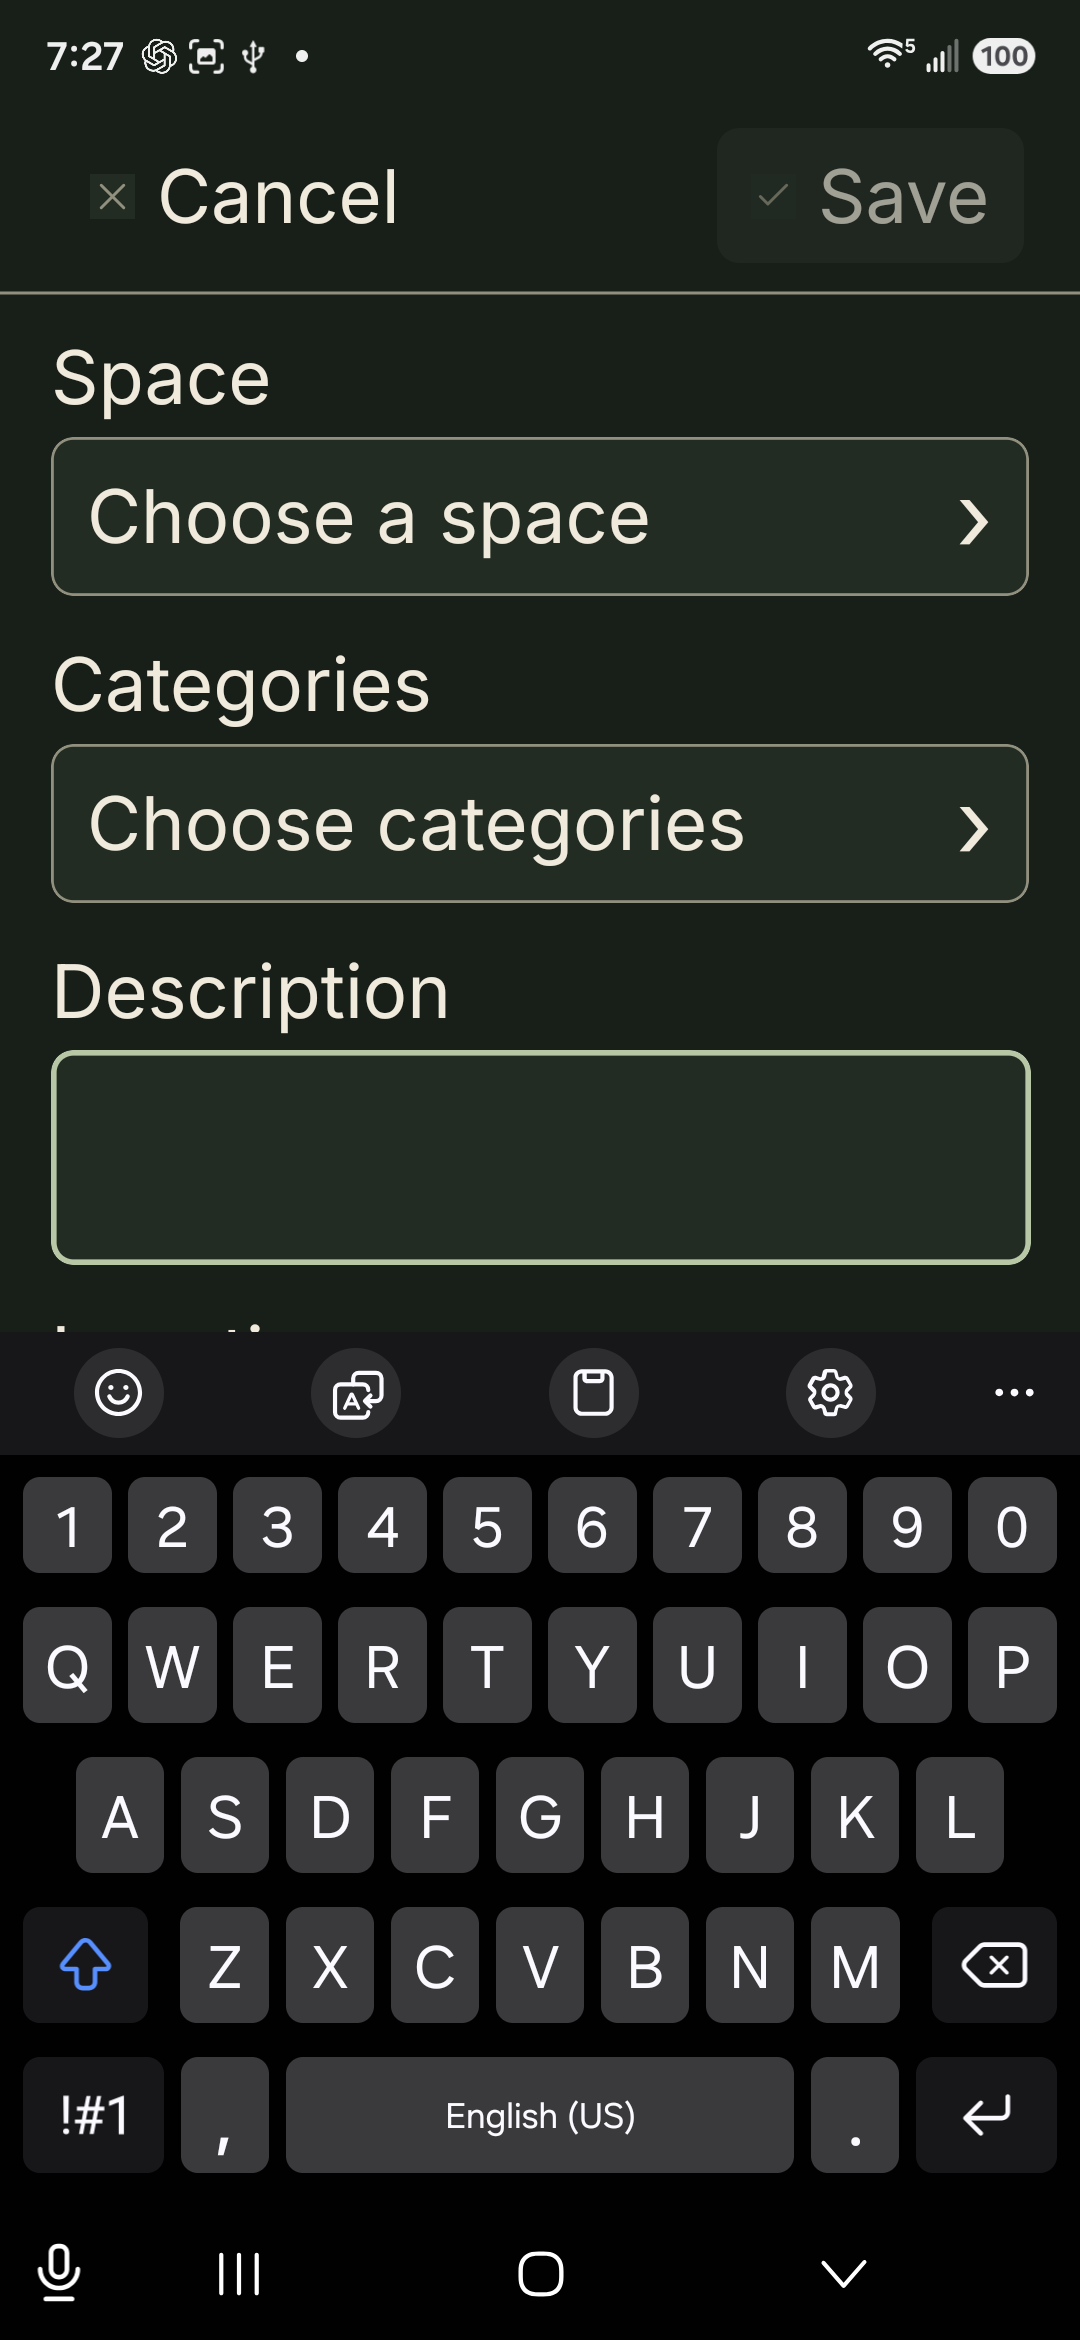 7:27 5 100
Cancel Save
Space
Choose a space
Categories
Choose categories
Description
1 2 3 4 5 6 7 8 9 0
Q W E R T Y U I O P
A S D F G H J K L
Z X C V B N M
!#1 , English (US) .